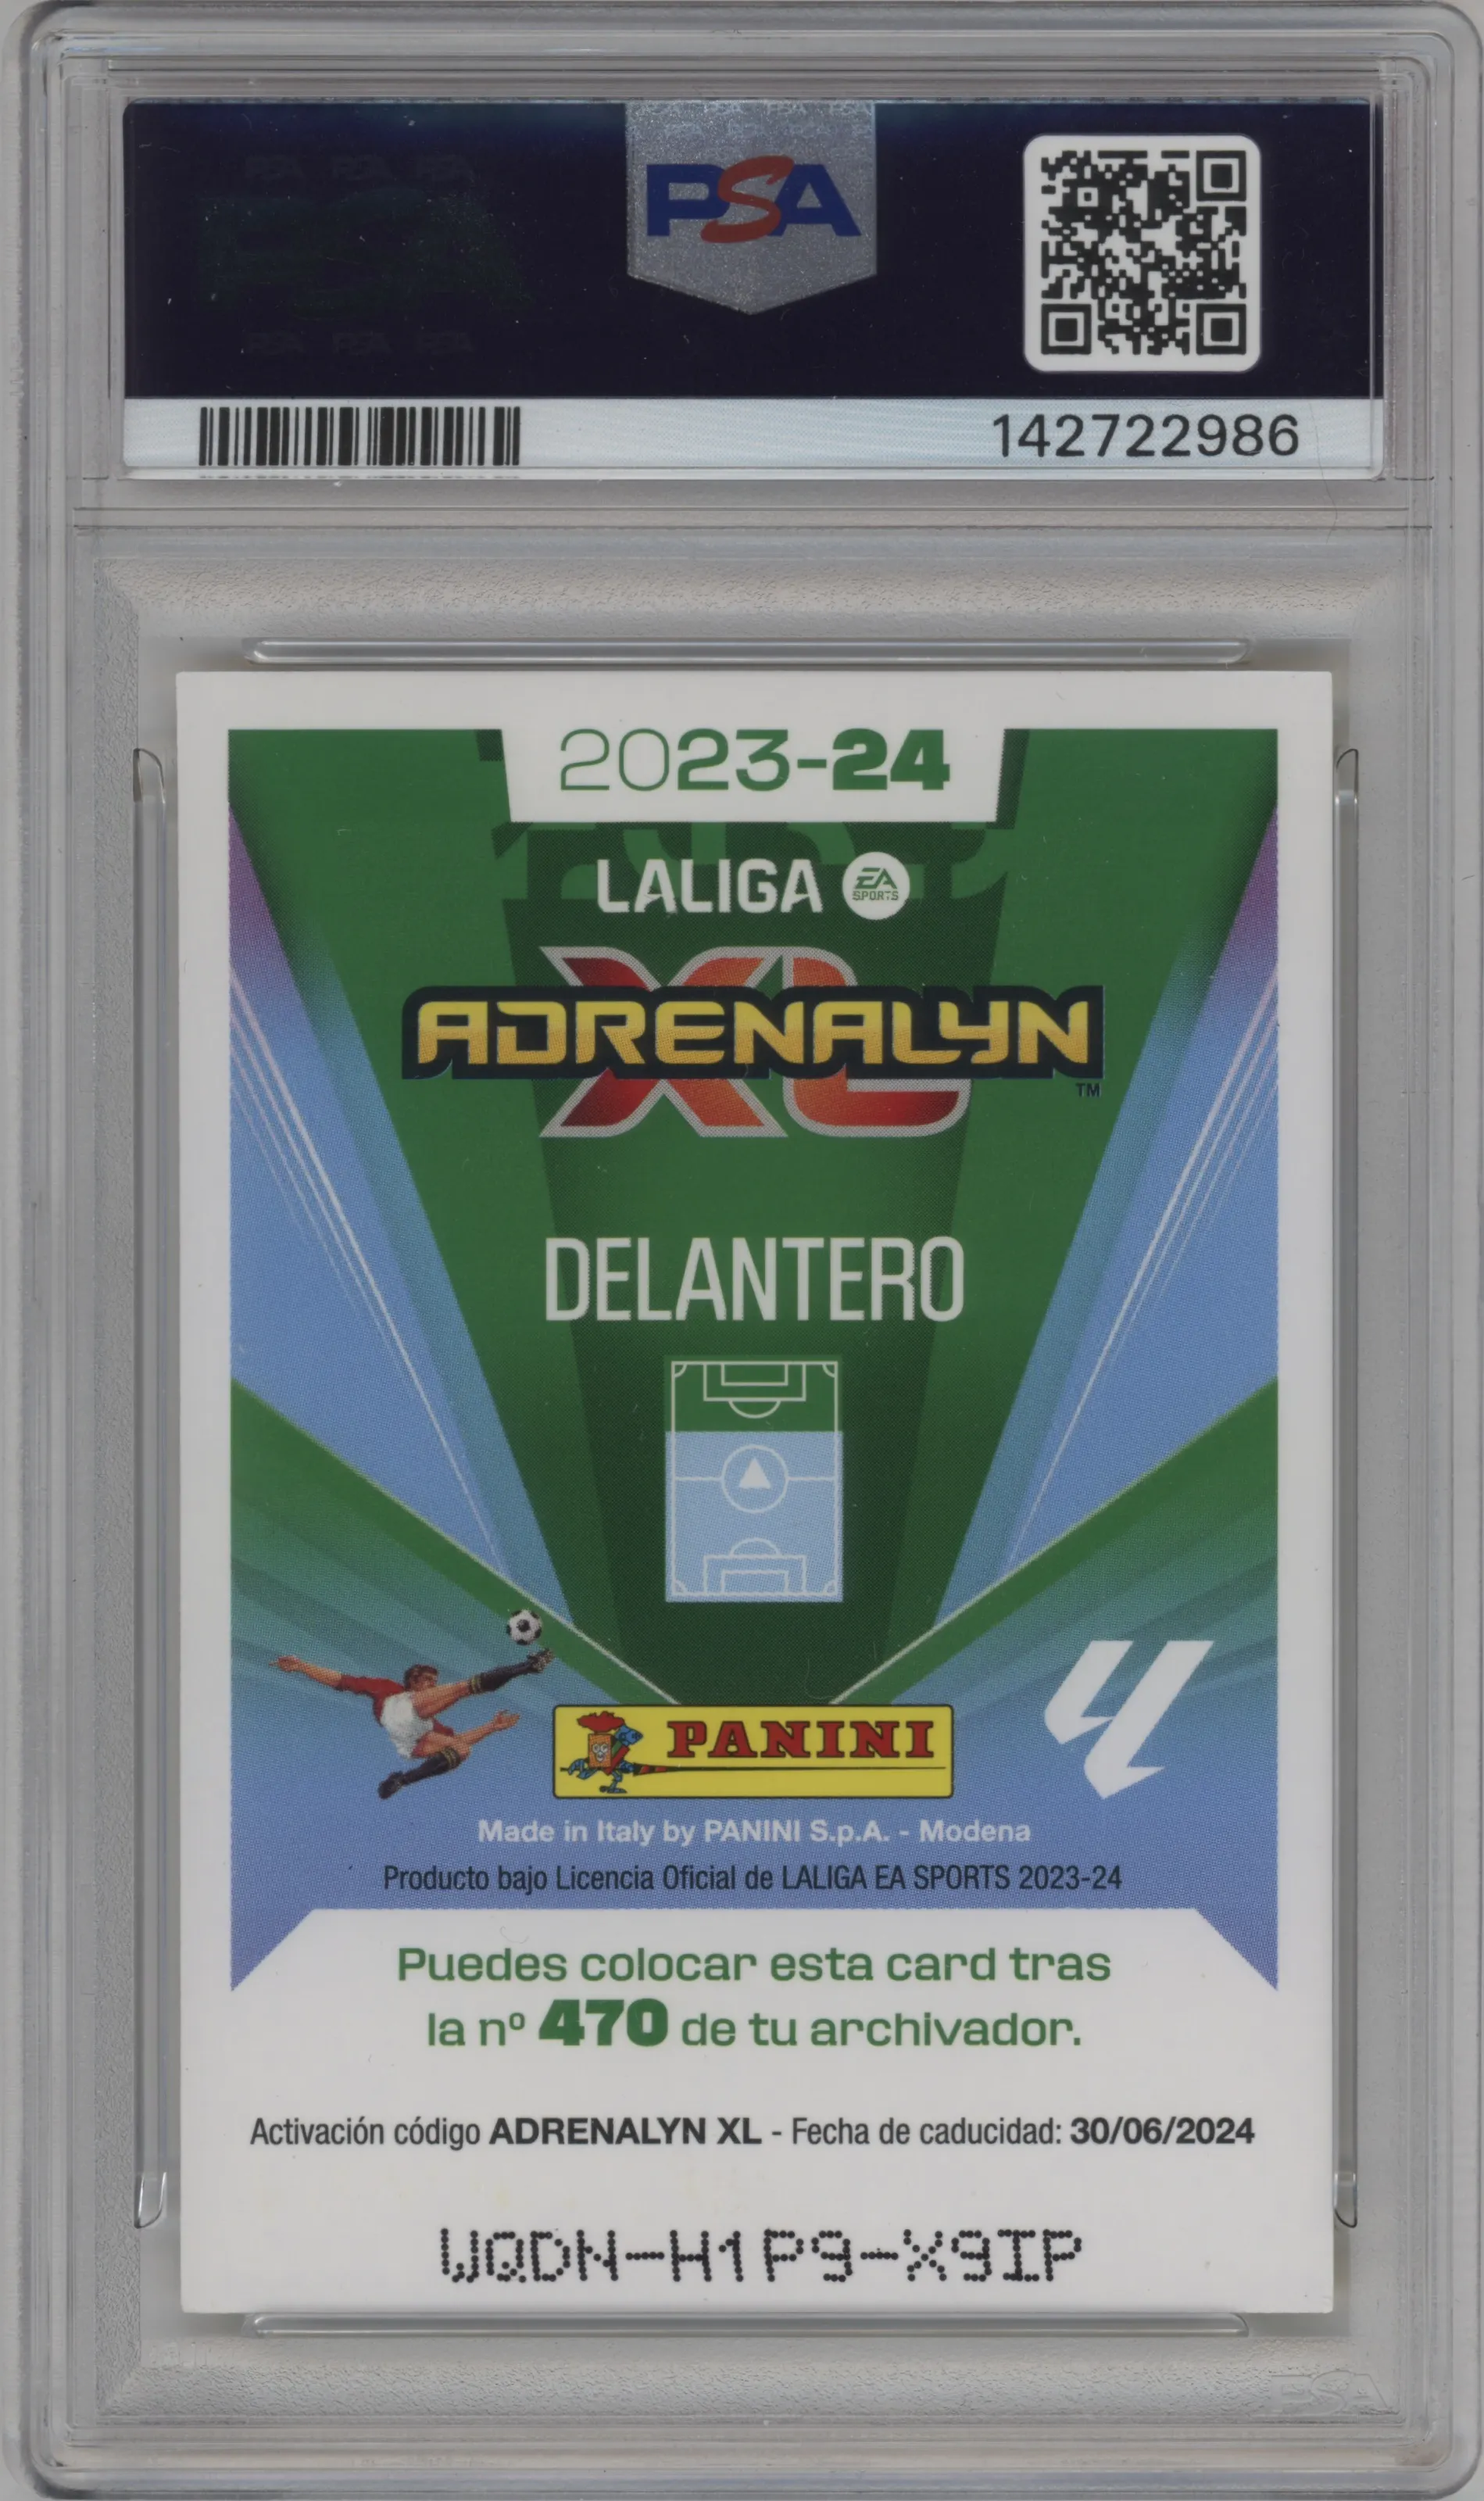 PSA
142722986
2023-24
LALIGA EA SPORTS
ADRENALYN XL
TM
DELANTERO
PANINI
Made in Italy by PANINI S.p.A. - Modena
Producto bajo Licencia Oficial de LALIGA EA SPORTS 2023-24
Puedes colocar esta card tras
la nº 470 de tu archivador.
Activación código ADRENALYN XL - Fecha de caducidad: 30/06/2024
WQDN-H1P9-X9IP
PSA